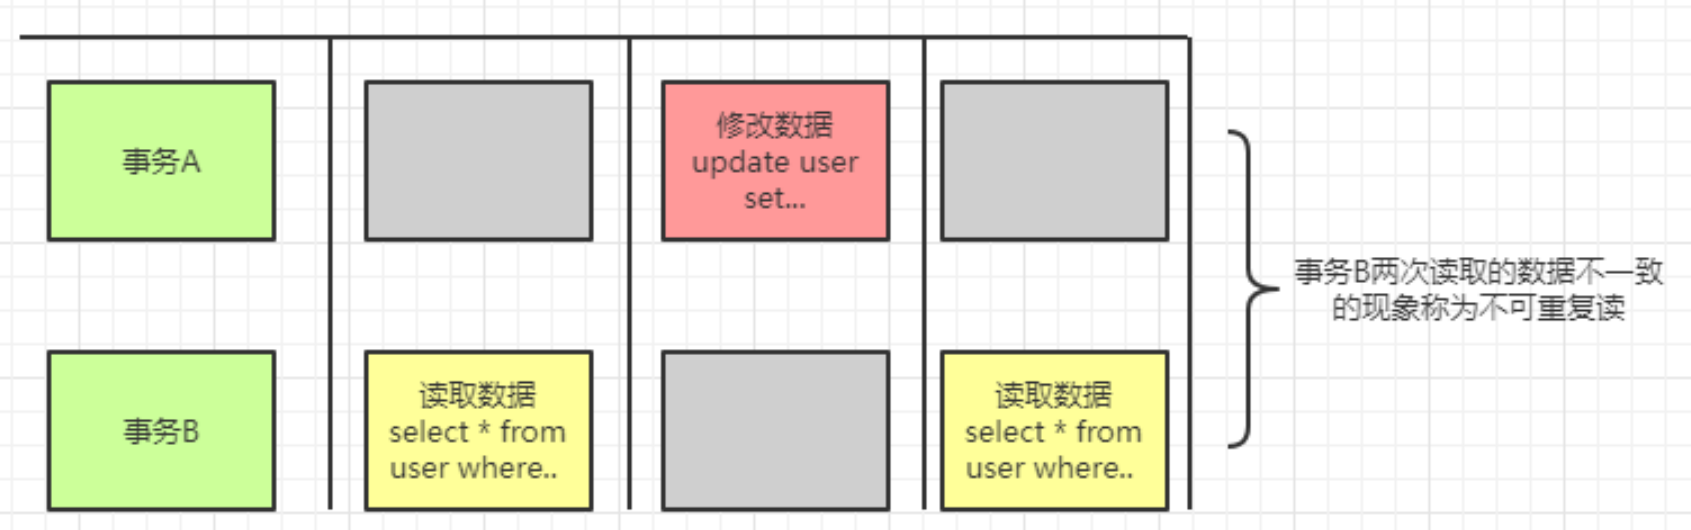 事务A
修改数据
update user
set...
事务B两次读取的数据不一致
的现象称为不可重复读
事务B
读取数据
select * from
user where..
读取数据
select * from
user where..